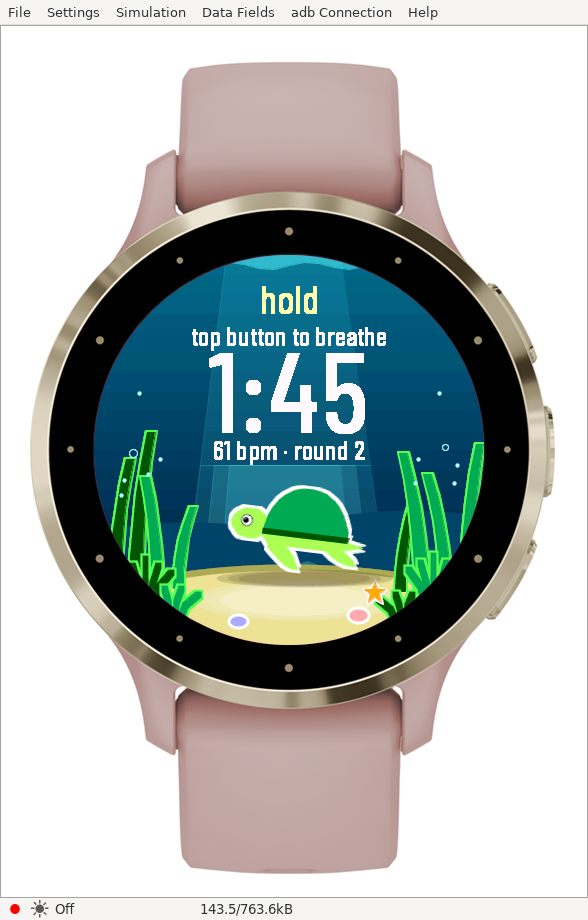 File Settings Simulation Data Fields adb Connection Help
hold
top button to breathe
1:45
61 bpm · round 2
Off 143.5/763.6kB